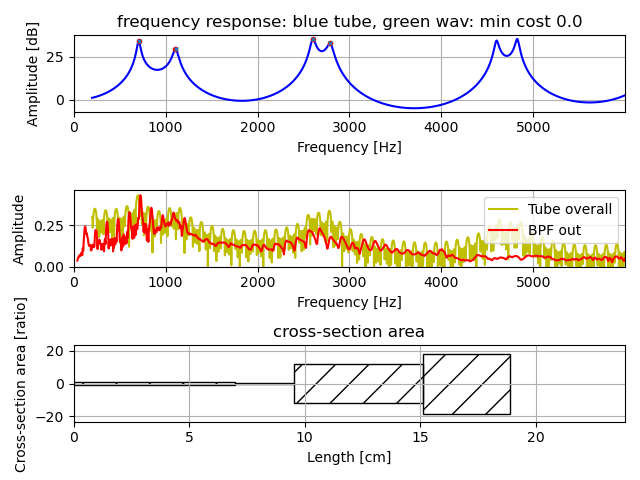 frequency response: blue tube, green wav: min cost 0.0
Amplitude [dB]
25
0
0 1000 2000 3000 4000 5000
Frequency [Hz]
Amplitude
0.25
0.00
Tube overall
BPF out
0 1000 2000 3000 4000 5000
Frequency [Hz]
cross-section area
Cross-section area [ratio]
20
0
−20
0 5 10 15 20
Length [cm]